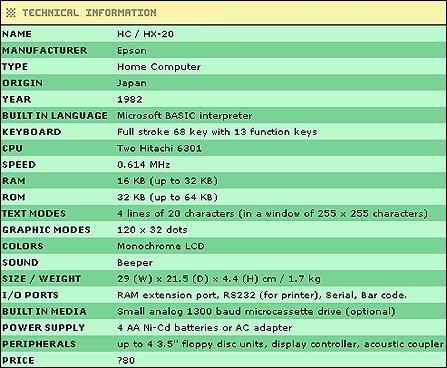 TECHNICAL INFORMATION
NAME HC / HX-20
MANUFACTURER Epson
TYPE Home Computer
ORIGIN Japan
YEAR 1982
BUILT IN LANGUAGE Microsoft BASIC interpreter
KEYBOARD Full stroke 68 key with 13 function keys
CPU Two Hitachi 6301
SPEED 0.614 MHz
RAM 16 KB (up to 32 KB)
ROM 32 KB (up to 64 KB)
TEXT MODES 4 lines of 20 characters (in a window of 255 x 255 characters)
GRAPHIC MODES 120 x 32 dots
COLORS Monochrome LCD
SOUND Beeper
SIZE / WEIGHT 29 (W) x 21.5 (D) x 4.4 (H) cm / 1.7 kg
I/O PORTS RAM extension port, RS232 (for printer), Serial, Bar code.
BUILT IN MEDIA Small analog 1300 baud microcassette drive (optional)
POWER SUPPLY 4 AA Ni-Cd batteries or AC adapter
PERIPHERALS up to 4 3.5" floppy disc units, display controller, acoustic coupler
PRICE ?80